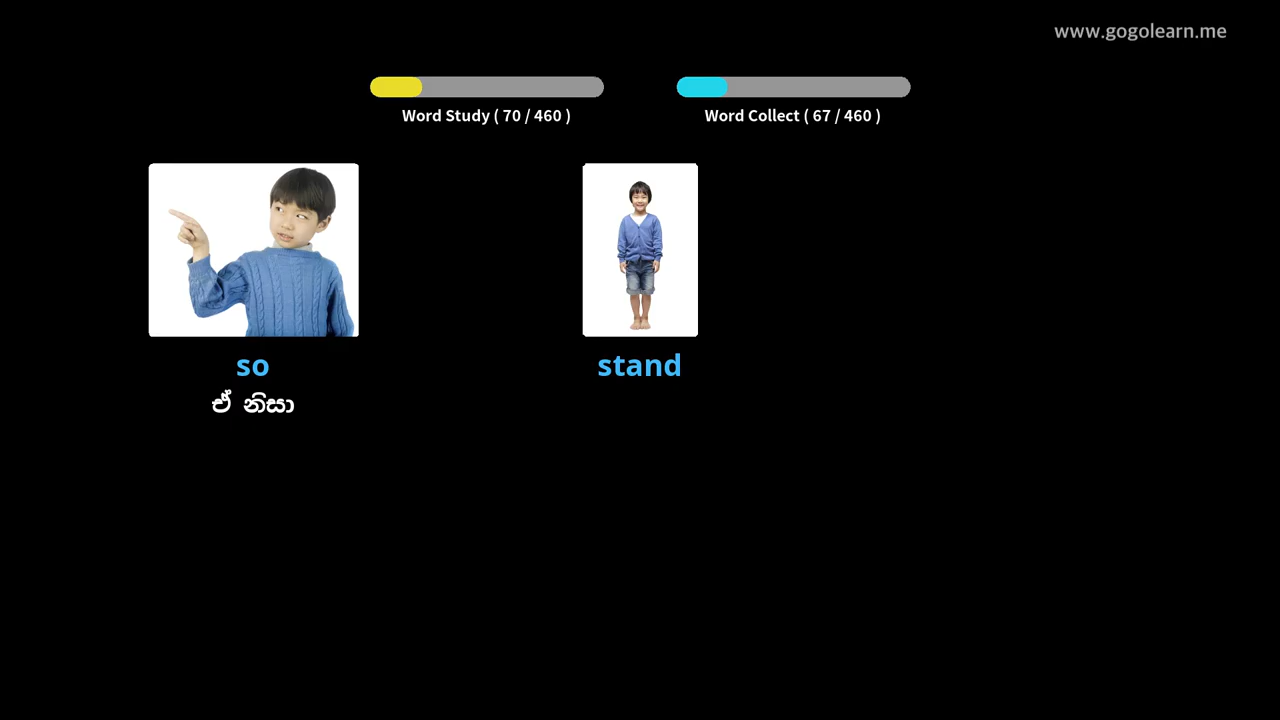 www.gogolearn.me
Word Study ( 70 / 460 )
Word Collect ( 67 / 460 )
so
ඒ නිසා
stand